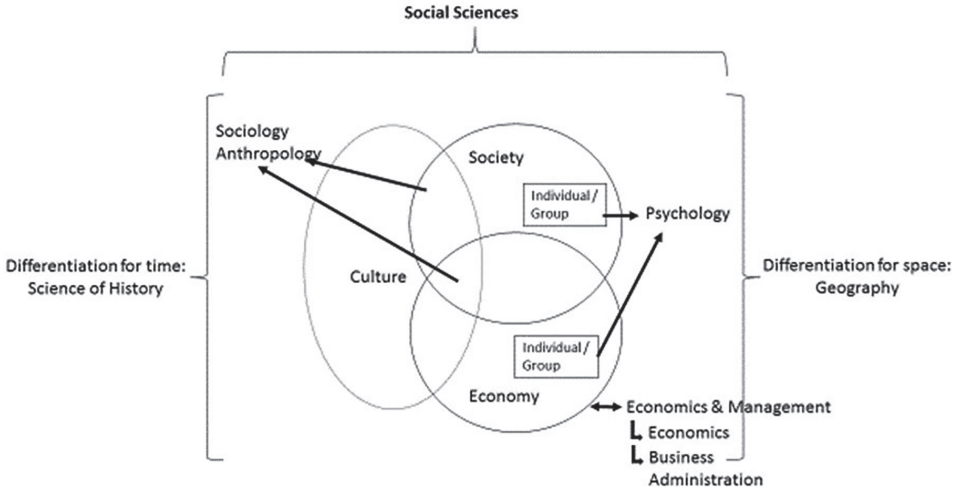 Social Sciences
Sociology
Anthropology
Society
Individual /
Group
Psychology
Differentiation for time:
Science of History
Culture
Differentiation for space:
Geography
Individual /
Group
Economy
Economics & Management
Economics
Business
Administration